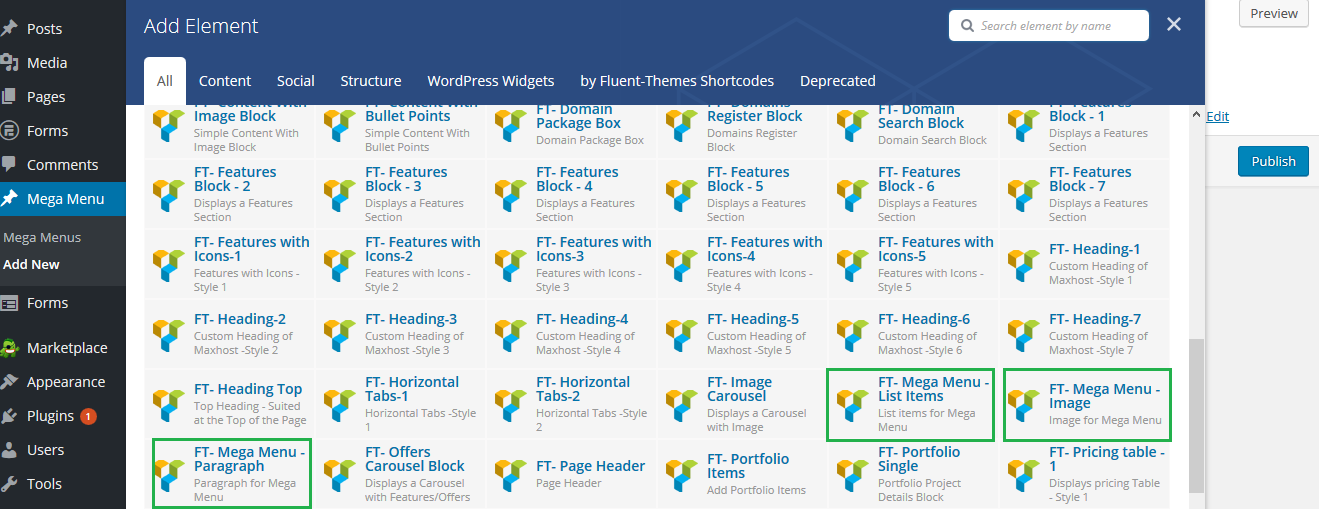 Posts
Media
Pages
Forms
Comments
Mega Menu
Mega Menus
Add New
Forms
Marketplace
Appearance
Plugins 1
Users
Tools
Add Element
Search element by name
Preview
All Content Social Structure WordPress Widgets by Fluent-Themes Shortcodes Deprecated
Edit
Publish
FT- Content With
Image Block
Simple Content With
Image Block
FT- Content With
Bullet Points
Simple Content With
Bullet Points
FT- Domain
Package Box
Domain Package Box
FT- Domains
Register Block
Domains Register
Block
FT- Domain
Search Block
Domain Search Block
FT- Features
Block - 1
Displays a Features
Section
FT- Features
Block - 2
Displays a Features
Section
FT- Features
Block - 3
Displays a Features
Section
FT- Features
Block - 4
Displays a Features
Section
FT- Features
Block - 5
Displays a Features
Section
FT- Features
Block - 6
Displays a Features
Section
FT- Features
Block - 7
Displays a Features
Section
FT- Features with
Icons-1
Features with Icons -
Style 1
FT- Features with
Icons-2
Features with Icons -
Style 2
FT- Features with
Icons-3
Features with Icons -
Style 3
FT- Features with
Icons-4
Features with Icons -
Style 4
FT- Features with
Icons-5
Features with Icons -
Style 5
FT- Heading-1
Custom Heading of
Maxhost -Style 1
FT- Heading-2
Custom Heading of
Maxhost -Style 2
FT- Heading-3
Custom Heading of
Maxhost -Style 3
FT- Heading-4
Custom Heading of
Maxhost -Style 4
FT- Heading-5
Custom Heading of
Maxhost -Style 5
FT- Heading-6
Custom Heading of
Maxhost -Style 6
FT- Heading-7
Custom Heading of
Maxhost -Style 7
FT- Heading Top
Top Heading - Suited
at the Top of the Page
FT- Horizontal
Tabs-1
Horizontal Tabs -Style
1
FT- Horizontal
Tabs-2
Horizontal Tabs -Style
2
FT- Image
Carousel
Displays a Carousel
with Image
FT- Mega Menu -
List Items
List items for Mega
Menu
FT- Mega Menu -
Image
Image for Mega Menu
FT- Mega Menu -
Paragraph
Paragraph for Mega
Menu
FT- Offers
Carousel Block
Displays a Carousel
with Features/Offers
FT- Page Header
Page Header
FT- Portfolio
Items
Add Portfolio Items
FT- Portfolio
Single
Portfolio Project
Details Block
FT- Pricing table -
1
Displays pricing Table
- Style 1